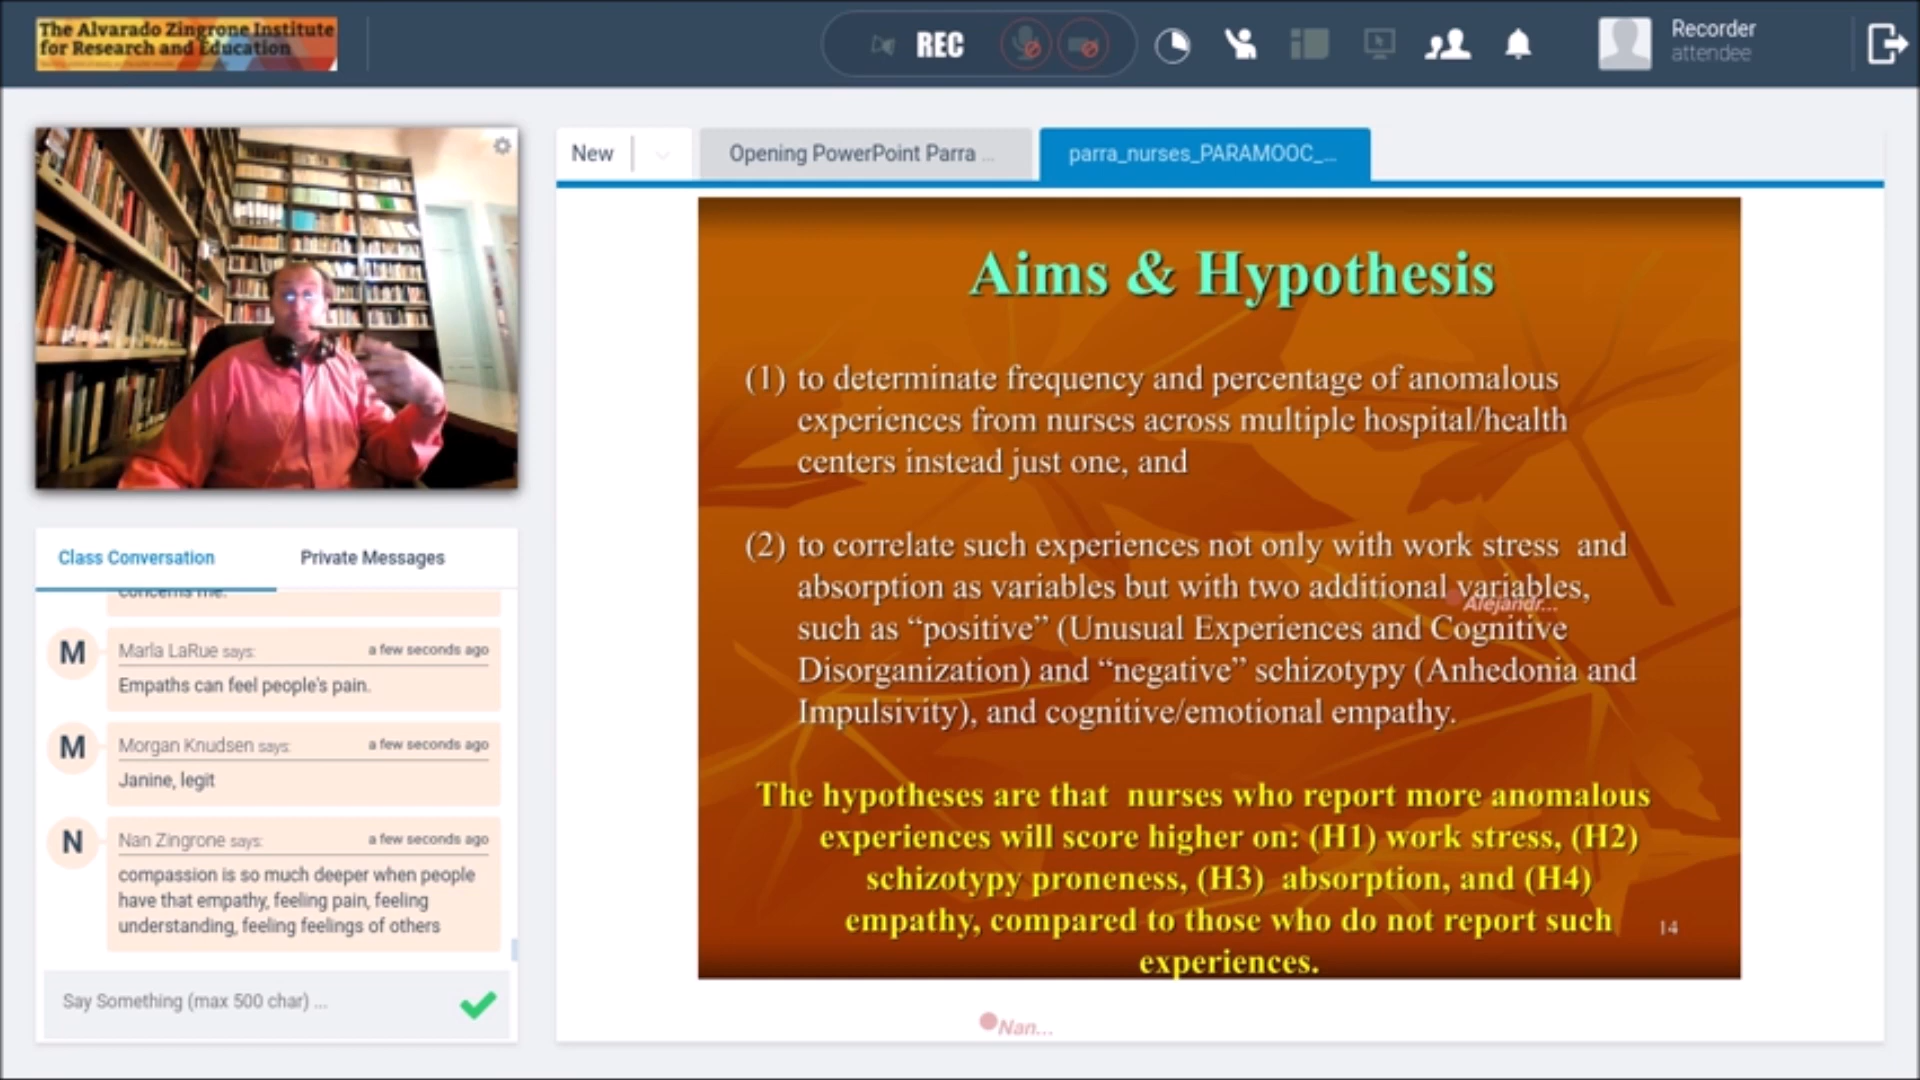 The Alvarado Zingrone Institute
for Research and Education
REC
Recorder
attendee
New
Opening PowerPoint Parra ...
parra_nurses_PARAMOOC_...
Aims & Hypothesis
(1) to determinate frequency and percentage of anomalous
experiences from nurses across multiple hospital/health
centers instead just one, and
(2) to correlate such experiences not only with work stress and
absorption as variables but with two additional variables,
Alejandr...
such as “positive” (Unusual Experiences and Cognitive
Disorganization) and “negative” schizotypy (Anhedonia and
Impulsivity), and cognitive/emotional empathy.
The hypotheses are that nurses who report more anomalous
experiences will score higher on: (H1) work stress, (H2)
schizotypy proneness, (H3) absorption, and (H4)
empathy, compared to those who do not report such
experiences.
14
Nan...
Class Conversation
Private Messages
concerns me.
M
Marla LaRue says:
a few seconds ago
Empaths can feel people's pain.
M
Morgan Knudsen says:
a few seconds ago
Janine, legit
N
Nan Zingrone says:
a few seconds ago
compassion is so much deeper when people
have that empathy, feeling pain, feeling
understanding, feeling feelings of others
Say Something (max 500 char) ...